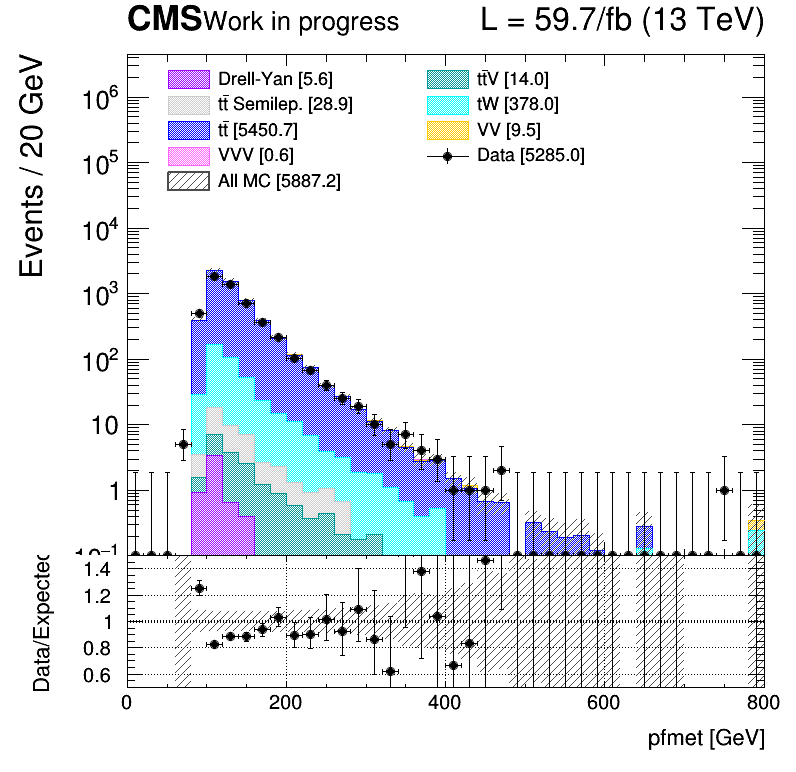 CMS Work in progress L = 59.7/fb (13 TeV)
Events / 20 GeV
Drell-Yan [5.6] tt̄V [14.0]
tt̄ Semilep. [28.9] tW [378.0]
tt̄ [5450.7] VV [9.5]
VVV [0.6] Data [5285.0]
All MC [5887.2]
10⁶
10⁵
10⁴
10³
10²
10
1
10⁻¹
Data/Expected
1.4
1.2
1
0.8
0.6
0 200 400 600 800
pfmet [GeV]